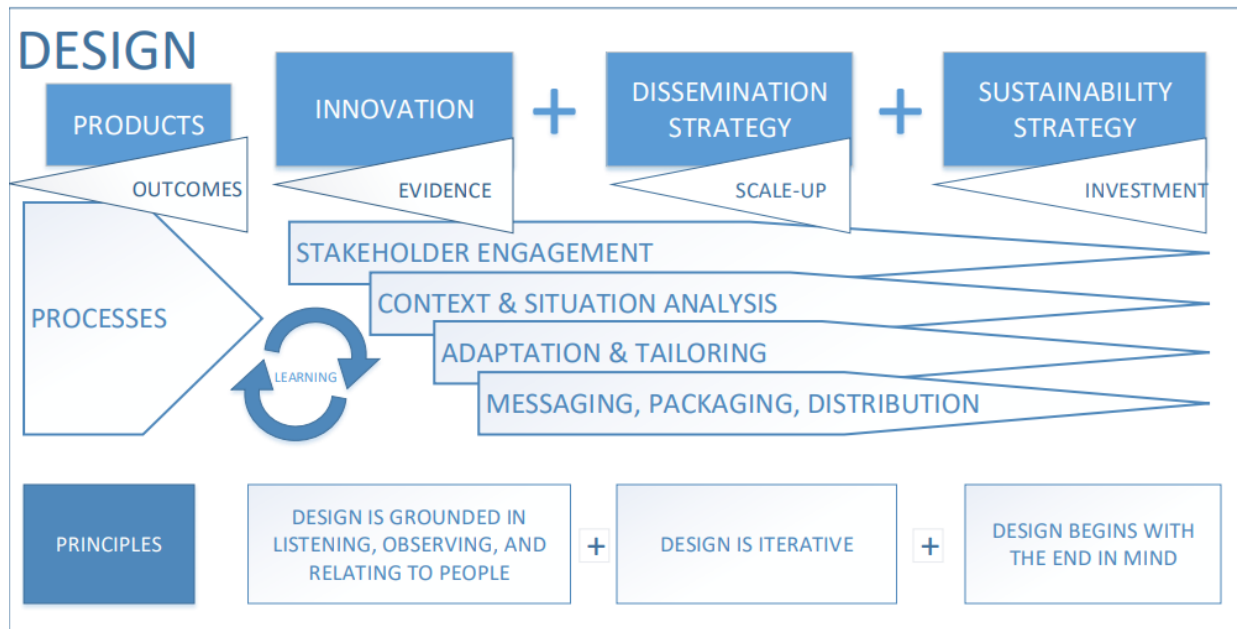 DESIGN
PRODUCTS
INNOVATION
+
DISSEMINATION
STRATEGY
+
SUSTAINABILITY
STRATEGY
OUTCOMES
EVIDENCE
SCALE-UP
INVESTMENT
PROCESSES
STAKEHOLDER ENGAGEMENT
CONTEXT & SITUATION ANALYSIS
ADAPTATION & TAILORING
MESSAGING, PACKAGING, DISTRIBUTION
LEARNING
PRINCIPLES
DESIGN IS GROUNDED IN
LISTENING, OBSERVING, AND
RELATING TO PEOPLE
+
DESIGN IS ITERATIVE
+
DESIGN BEGINS WITH
THE END IN MIND